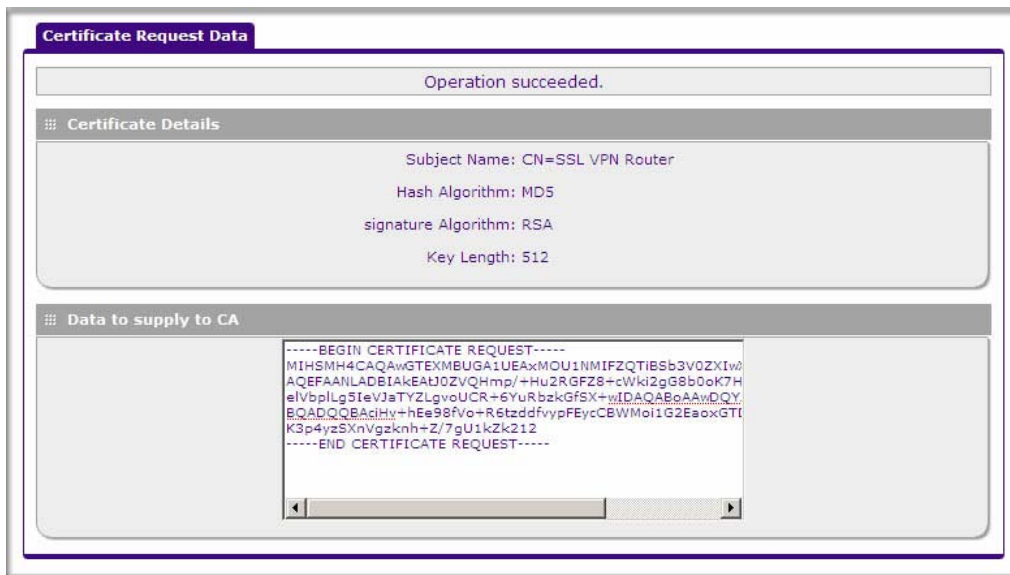 Certificate Request Data
Operation succeeded.
Certificate Details
Subject Name: CN=SSL VPN Router
Hash Algorithm: MD5
signature Algorithm: RSA
Key Length: 512
Data to supply to CA
-----BEGIN CERTIFICATE REQUEST-----
MIHSMH4CAQAwGTEXMBUGA1UEAxMOU1NMIFZQTiBSb3V0ZXIw
AQEFAANLADBIAkEAtJ0ZVQHmp/+Hu2RGFZ8+cWki2gG8b0oK7H
elVbplLg5IeVJaTYZLgvoUCR+6YuRbzkGfSX+wIDAQABoAAwDQY
BQADQQBAciHv+hEe98fVo+R6tzddfvypFEycCBWMoi1G2EaoxGT
K3p4yzSXnVgzknh+Z/7gU1kZk212
-----END CERTIFICATE REQUEST-----